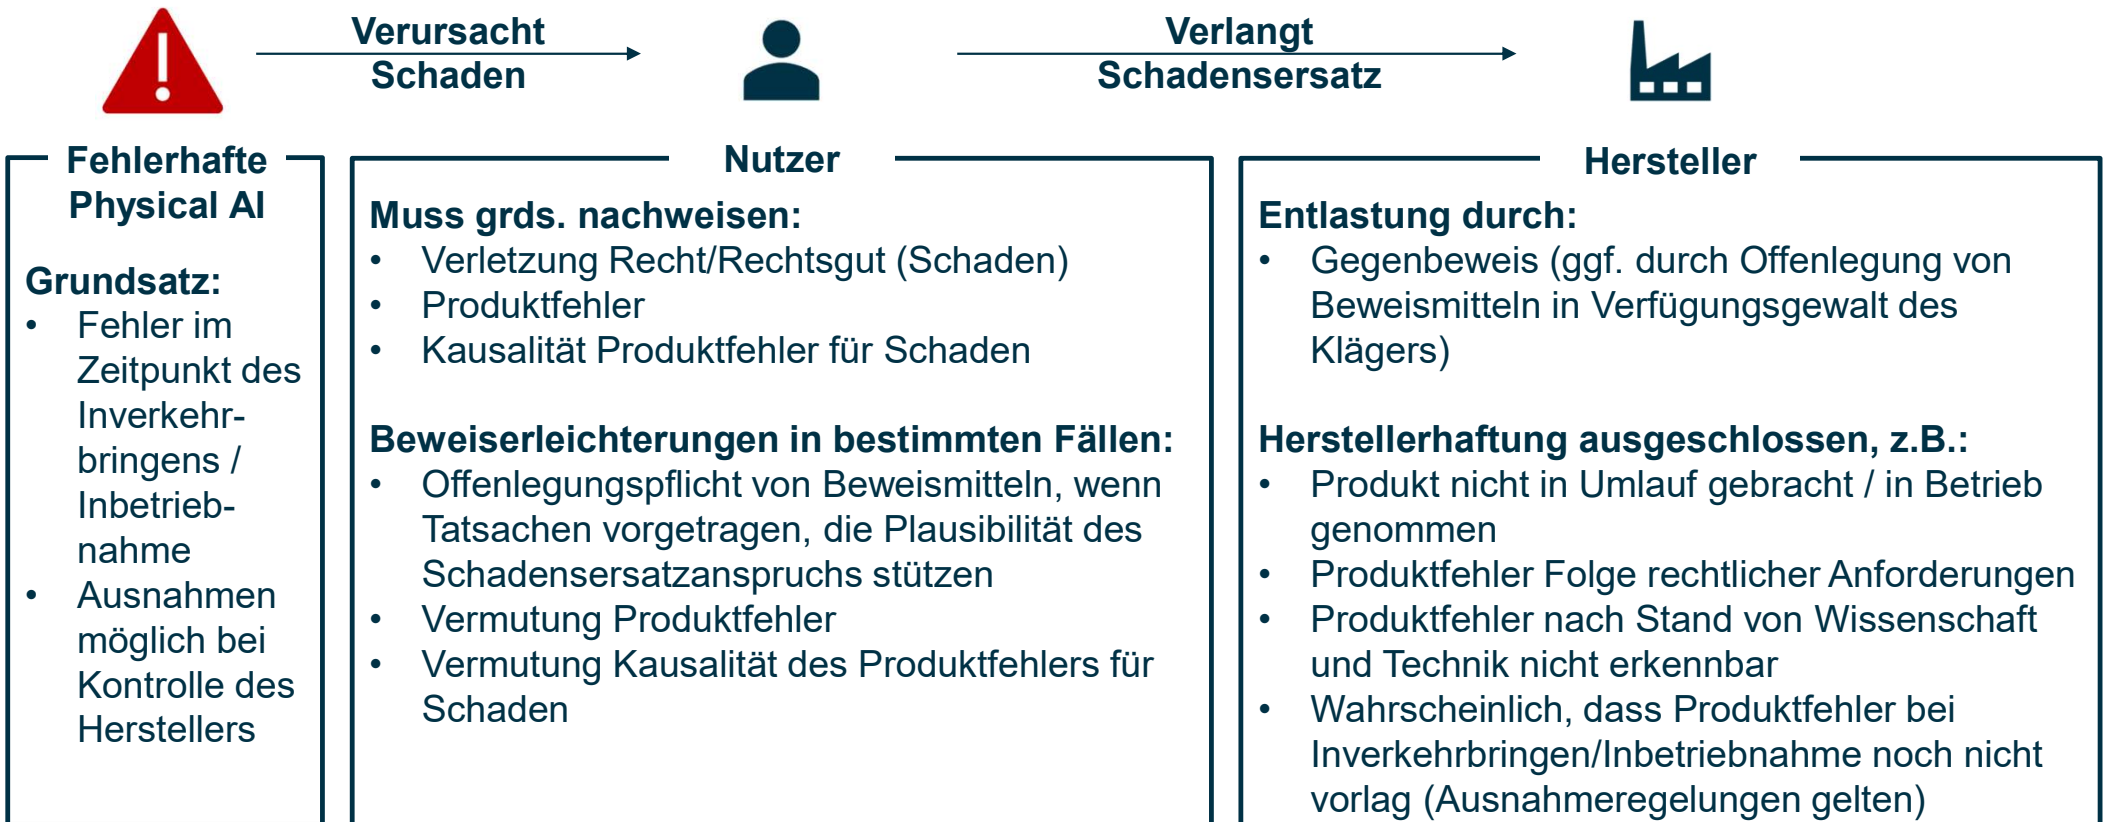 Verursacht
Schaden
Verlangt
Schadensersatz
Fehlerhafte
Physical AI
Grundsatz:
• Fehler im
Zeitpunkt des
Inverkehr-
bringens /
Inbetrieb-
nahme
• Ausnahmen
möglich bei
Kontrolle des
Herstellers
Nutzer
Muss grds. nachweisen:
• Verletzung Recht/Rechtsgut (Schaden)
• Produktfehler
• Kausalität Produktfehler für Schaden
Beweiserleichterungen in bestimmten Fällen:
• Offenlegungspflicht von Beweismitteln, wenn
Tatsachen vorgetragen, die Plausibilität des
Schadensersatzanspruchs stützen
• Vermutung Produktfehler
• Vermutung Kausalität des Produktfehlers für
Schaden
Hersteller
Entlastung durch:
• Gegenbeweis (ggf. durch Offenlegung von
Beweismitteln in Verfügungsgewalt des
Klägers)
Herstellerhaftung ausgeschlossen, z.B.:
• Produkt nicht in Umlauf gebracht / in Betrieb
genommen
• Produktfehler Folge rechtlicher Anforderungen
• Produktfehler nach Stand von Wissenschaft
und Technik nicht erkennbar
• Wahrscheinlich, dass Produktfehler bei
Inverkehrbringen/Inbetriebnahme noch nicht
vorlag (Ausnahmeregelungen gelten)